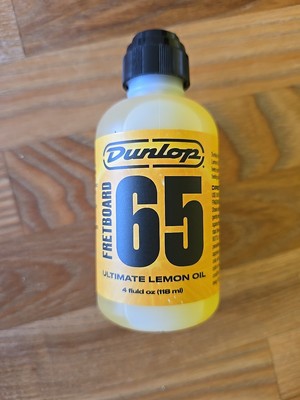 Dunlop
FRETBOARD
65
ULTIMATE LEMON OIL
4 fluid oz (118 ml)